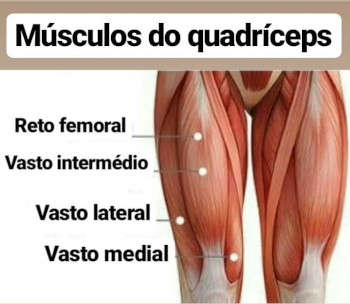 Músculos do quadríceps
Reto femoral
Vasto intermédio
Vasto lateral
Vasto medial